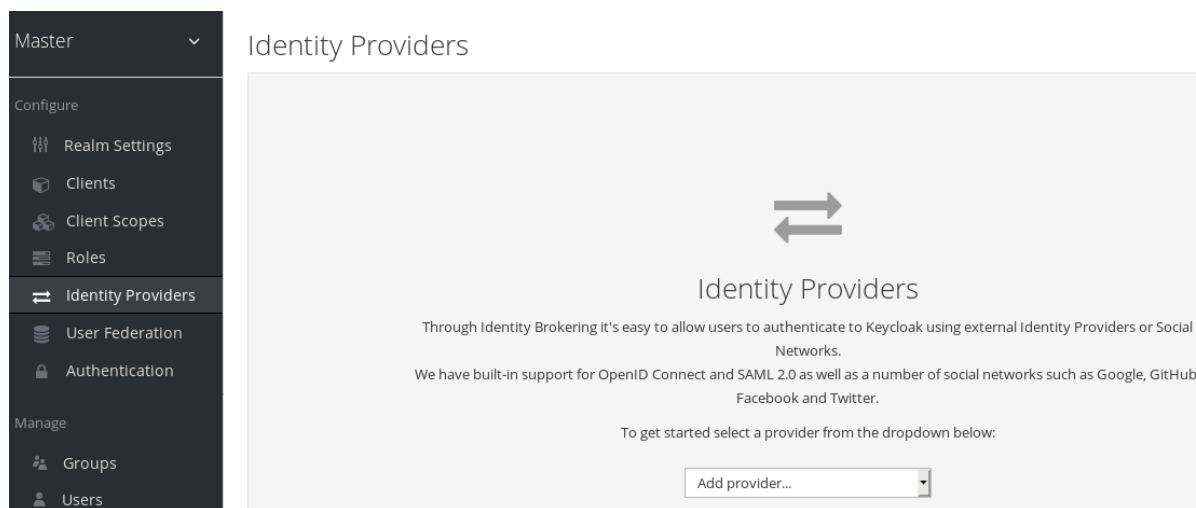 Master
Identity Providers
Configure
Realm Settings
Clients
Client Scopes
Roles
Identity Providers
User Federation
Authentication
Manage
Groups
Users
Identity Providers
Through Identity Brokering it's easy to allow users to authenticate to Keycloak using external Identity Providers or Social
Networks.
We have built-in support for OpenID Connect and SAML 2.0 as well as a number of social networks such as Google, GitHub
Facebook and Twitter.
To get started select a provider from the dropdown below:
Add provider...